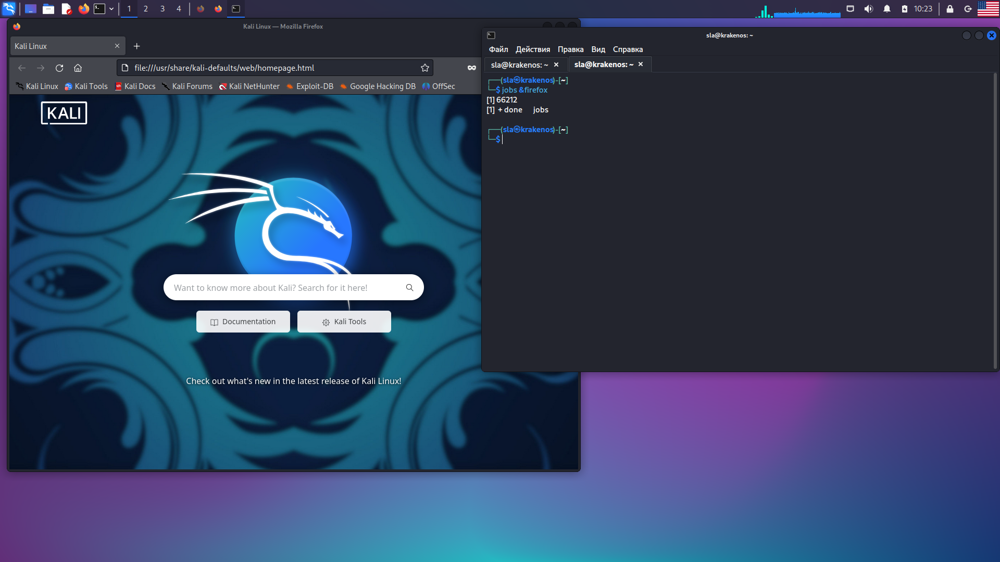 1 2 3 4
10:23
Kali Linux — Mozilla Firefox
Kali Linux
file:///usr/share/kali-defaults/web/homepage.html
Kali Linux Kali Tools Kali Docs Kali Forums Kali NetHunter Exploit-DB Google Hacking DB OffSec
KALI
Want to know more about Kali? Search for it here!
Documentation Kali Tools
Check out what's new in the latest release of Kali Linux!
sla@krakenos: ~
Файл Действия Правка Вид Справка
sla@krakenos: ~ sla@krakenos: ~
┌──(sla㉿krakenos)-[~]
└─$ jobs &firefox
[1] 66212
[1]  + done       jobs
┌──(sla㉿krakenos)-[~]
└─$